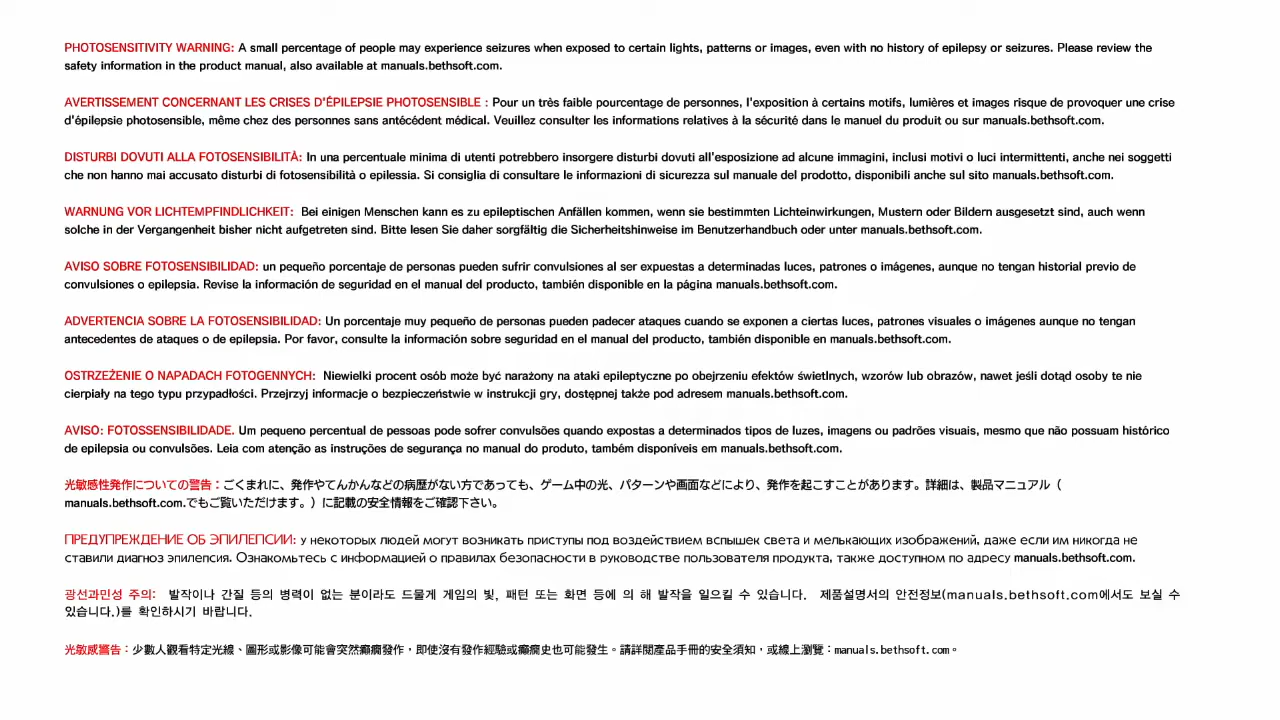 PHOTOSENSITIVITY WARNING: A small percentage of people may experience seizures when exposed to certain lights, patterns or images, even with no history of epilepsy or seizures. Please review the
safety information in the product manual, also available at manuals.bethsoft.com.
AVERTISSEMENT CONCERNANT LES CRISES D'ÉPILEPSIE PHOTOSENSIBLE : Pour un très faible pourcentage de personnes, l'exposition à certains motifs, lumières et images risque de provoquer une crise
d'épilepsie photosensible, même chez des personnes sans antécédent médical. Veuillez consulter les informations relatives à la sécurité dans le manuel du produit ou sur manuals.bethsoft.com.
DISTURBI DOVUTI ALLA FOTOSENSIBILITÀ: In una percentuale minima di utenti potrebbero insorgere disturbi dovuti all'esposizione ad alcune immagini, inclusi motivi o luci intermittenti, anche nei soggetti
che non hanno mai accusato disturbi di fotosensibilità o epilessia. Si consiglia di consultare le informazioni di sicurezza sul manuale del prodotto, disponibili anche sul sito manuals.bethsoft.com.
WARNUNG VOR LICHTEMPFINDLICHKEIT: Bei einigen Menschen kann es zu epileptischen Anfällen kommen, wenn sie bestimmten Lichteinwirkungen, Mustern oder Bildern ausgesetzt sind, auch wenn
solche in der Vergangenheit bisher nicht aufgetreten sind. Bitte lesen Sie daher sorgfältig die Sicherheitshinweise im Benutzerhandbuch oder unter manuals.bethsoft.com.
AVISO SOBRE FOTOSENSIBILIDAD: un pequeño porcentaje de personas pueden sufrir convulsiones al ser expuestas a determinadas luces, patrones o imágenes, aunque no tengan historial previo de
convulsiones o epilepsia. Revise la información de seguridad en el manual del producto, también disponible en la página manuals.bethsoft.com.
ADVERTENCIA SOBRE LA FOTOSENSIBILIDAD: Un porcentaje muy pequeño de personas pueden padecer ataques cuando se exponen a ciertas luces, patrones visuales o imágenes aunque no tengan
antecedentes de ataques o de epilepsia. Por favor, consulte la información sobre seguridad en el manual del producto, también disponible en manuals.bethsoft.com.
OSTRZEŻENIE O NAPADACH FOTOGENNYCH: Niewielki procent osób może być narażony na ataki epileptyczne po obejrzeniu efektów świetlnych, wzorów lub obrazów, nawet jeśli dotąd osoby te nie
cierpiały na tego typu przypadłości. Przejrzyj informacje o bezpieczeństwie w instrukcji gry, dostępnej także pod adresem manuals.bethsoft.com.
AVISO: FOTOSSENSIBILIDADE. Um pequeno percentual de pessoas pode sofrer convulsões quando expostas a determinados tipos de luzes, imagens ou padrões visuais, mesmo que não possuam histórico
de epilepsia ou convulsões. Leia com atenção as instruções de segurança no manual do produto, também disponíveis em manuals.bethsoft.com.
光敏感性発作についての警告：ごくまれに、発作やてんかんなどの病歴がない方であっても、ゲーム中の光、パターンや画面などにより、発作を起こすことがあります。詳細は、製品マニュアル（
manuals.bethsoft.com.でもご覧いただけます。）に記載の安全情報をご確認下さい。
ПРЕДУПРЕЖДЕНИЕ ОБ ЭПИЛЕПСИИ: у некоторых людей могут возникать приступы под воздействием вспышек света и мелькающих изображений, даже если им никогда не
ставили диагноз эпилепсия. Ознакомьтесь с информацией о правилах безопасности в руководстве пользователя продукта, также доступном по адресу manuals.bethsoft.com.
광선과민성 주의: 발작이나 간질 등의 병력이 없는 분이라도 드물게 게임의 빛, 패턴 또는 화면 등에 의 해 발작을 일으킬 수 있습니다. 제품설명서의 안전정보(manuals.bethsoft.com에서도 보실 수
있습니다.)를 확인하시기 바랍니다.
光敏感警告：少數人觀看特定光線、圖形或影像可能會突然癲癇發作，即使沒有發作經驗或癲癇史也可能發生。請詳閱產品手冊的安全須知，或線上瀏覽：manuals.bethsoft.com。